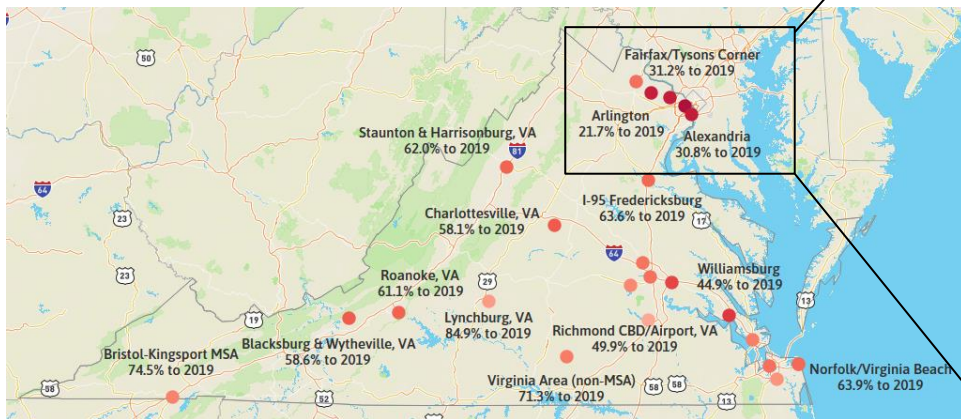 50
Fairfax/Tysons Corner
31.2% to 2019
Arlington
21.7% to 2019
Alexandria
30.8% to 2019
Staunton & Harrisonburg, VA
62.0% to 2019
81
64
I-95 Fredericksburg
63.6% to 2019
23
Charlottesville, VA
58.1% to 2019
17
64
23
Roanoke, VA
61.1% to 2019
29
Williamsburg
44.9% to 2019
13
19
Lynchburg, VA
84.9% to 2019
Richmond CBD/Airport, VA
49.9% to 2019
Blacksburg & Wytheville, VA
58.6% to 2019
Bristol-Kingsport MSA
74.5% to 2019
Virginia Area (non-MSA)
71.3% to 2019
Norfolk/Virginia Beach
63.9% to 2019
58
52
58
58
13